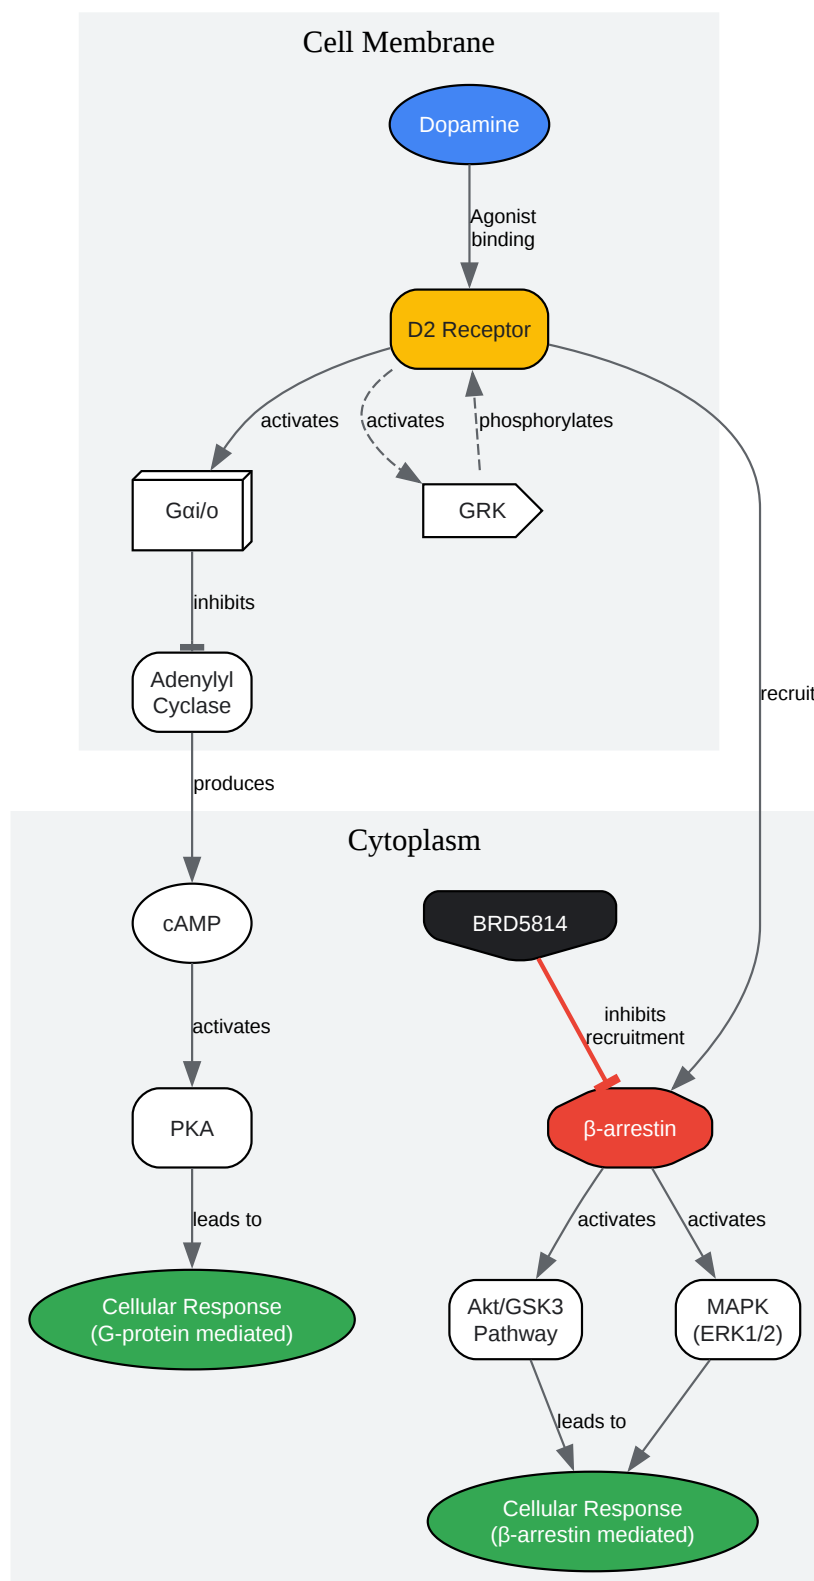 Cell Membrane
Dopamine
Agonist
binding
D2 Receptor
activates
activates
phosphorylates
Gαi/o
GRK
inhibits
Adenylyl
Cyclase
recruit
produces
Cytoplasm
cAMP
BRD5814
inhibits
recruitment
activates
PKA
β-arrestin
leads to
activates
activates
Cellular Response
(G-protein mediated)
Akt/GSK3
Pathway
MAPK
(ERK1/2)
leads to
Cellular Response
(β-arrestin mediated)